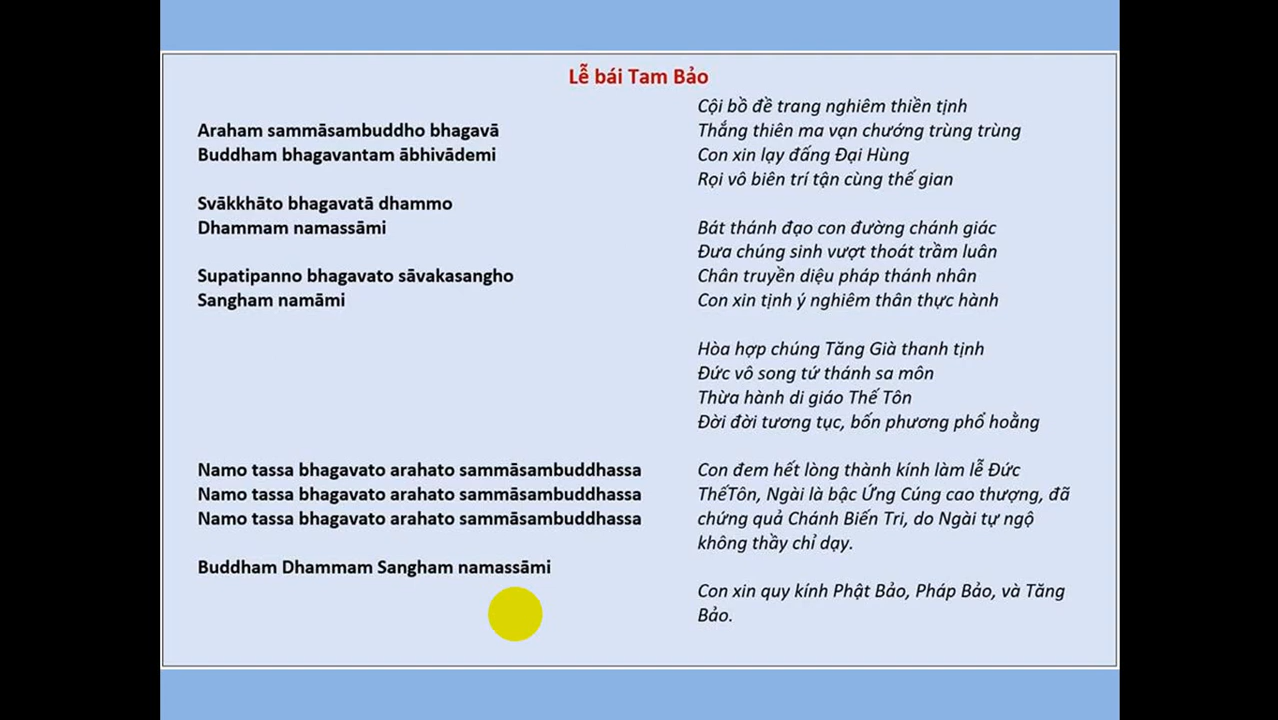 Lễ bái Tam Bảo
Araham sammāsambuddho bhagavā
Buddham bhagavantam ābhivādemi
Svākkhāto bhagavatā dhammo
Dhammam namassāmi
Supatipanno bhagavato sāvakasangho
Sangham namāmi
Namo tassa bhagavato arahato sammāsambuddhassa
Namo tassa bhagavato arahato sammāsambuddhassa
Namo tassa bhagavato arahato sammāsambuddhassa
Buddham Dhammam Sangham namassāmi
Cội bồ đề trang nghiêm thiền tịnh
Thắng thiên ma vạn chướng trùng trùng
Con xin lạy đấng Đại Hùng
Rọi vô biên trí tận cùng thế gian
Bát thánh đạo con đường chánh giác
Đưa chúng sinh vượt thoát trầm luân
Chân truyền diệu pháp thánh nhân
Con xin tịnh ý nghiêm thân thực hành
Hòa hợp chúng Tăng Già thanh tịnh
Đức vô song tứ thánh sa môn
Thừa hành di giáo Thế Tôn
Đời đời tương tục, bốn phương phổ hoằng
Con đem hết lòng thành kính làm lễ Đức
ThếTôn, Ngài là bậc Ứng Cúng cao thượng, đã
chứng quả Chánh Biến Tri, do Ngài tự ngộ
không thầy chỉ dạy.
Con xin quy kính Phật Bảo, Pháp Bảo, và Tăng
Bảo.